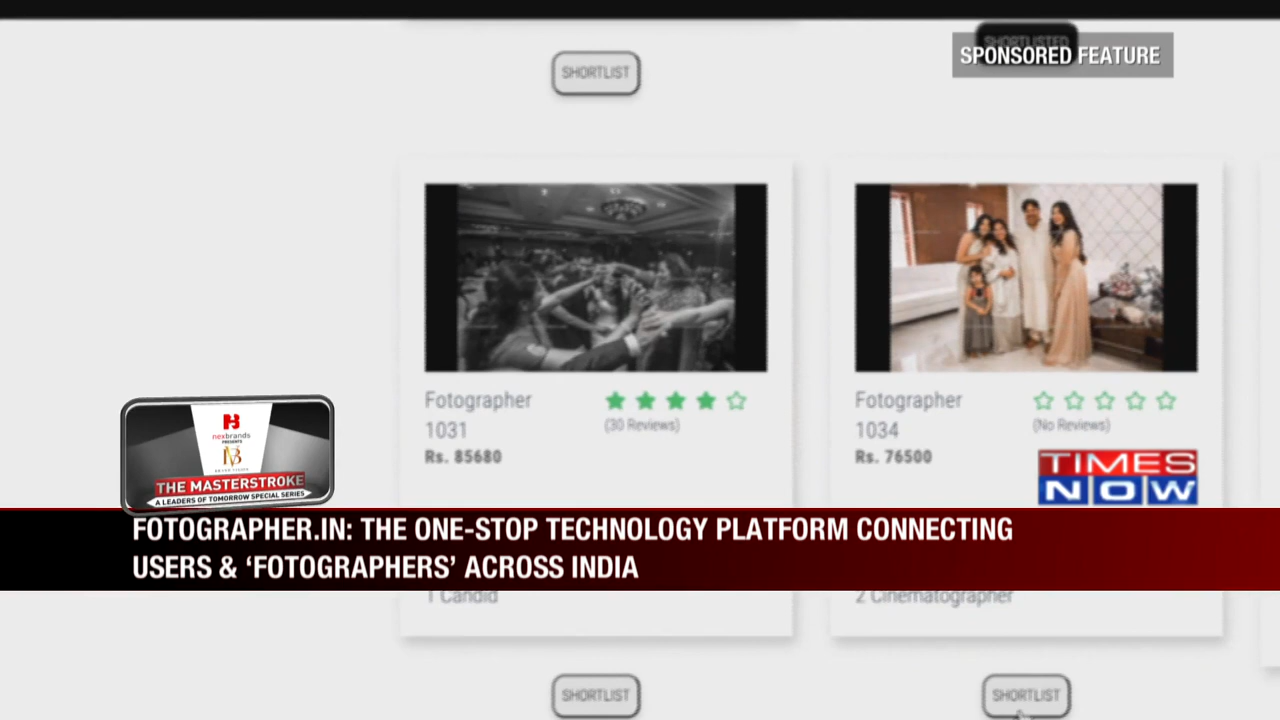 SHORTLIST
SHORTLISTED
SPONSORED FEATURE
Fotographer
1031
(30 Reviews)
Rs. 85680
Fotographer
1034
(No Reviews)
Rs. 76500
nexbrands
PRESENTS
THE MASTERSTROKE
A LEADERS OF TOMORROW SPECIAL SERIES
TIMES
NOW
FOTOGRAPHER.IN: THE ONE-STOP TECHNOLOGY PLATFORM CONNECTING
USERS & ‘FOTOGRAPHERS’ ACROSS INDIA
1 Candid
2 Cinematographer
SHORTLIST
SHORTLIST